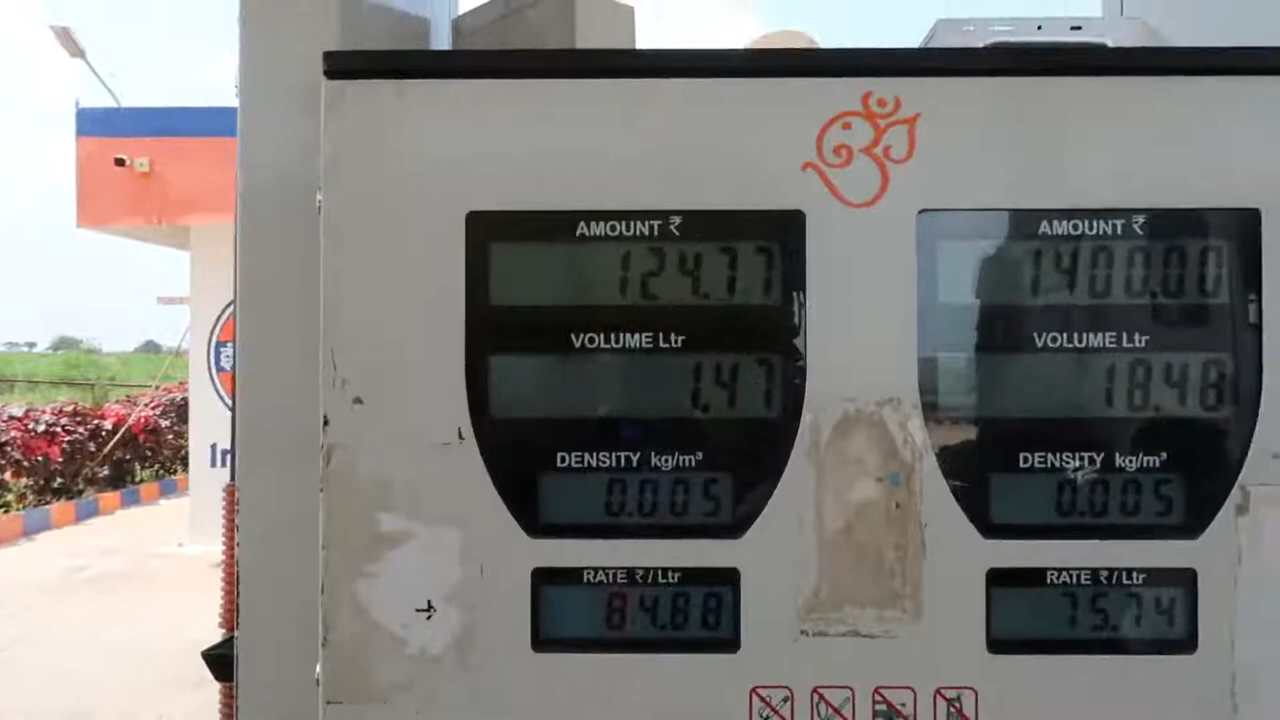 ॐ
AMOUNT ₹
124.77
VOLUME Ltr
1.47
DENSITY kg/m³
0.005
RATE ₹/Ltr
84.88
AMOUNT ₹
1400.00
VOLUME Ltr
18.48
DENSITY kg/m³
0.005
RATE ₹/Ltr
75.74